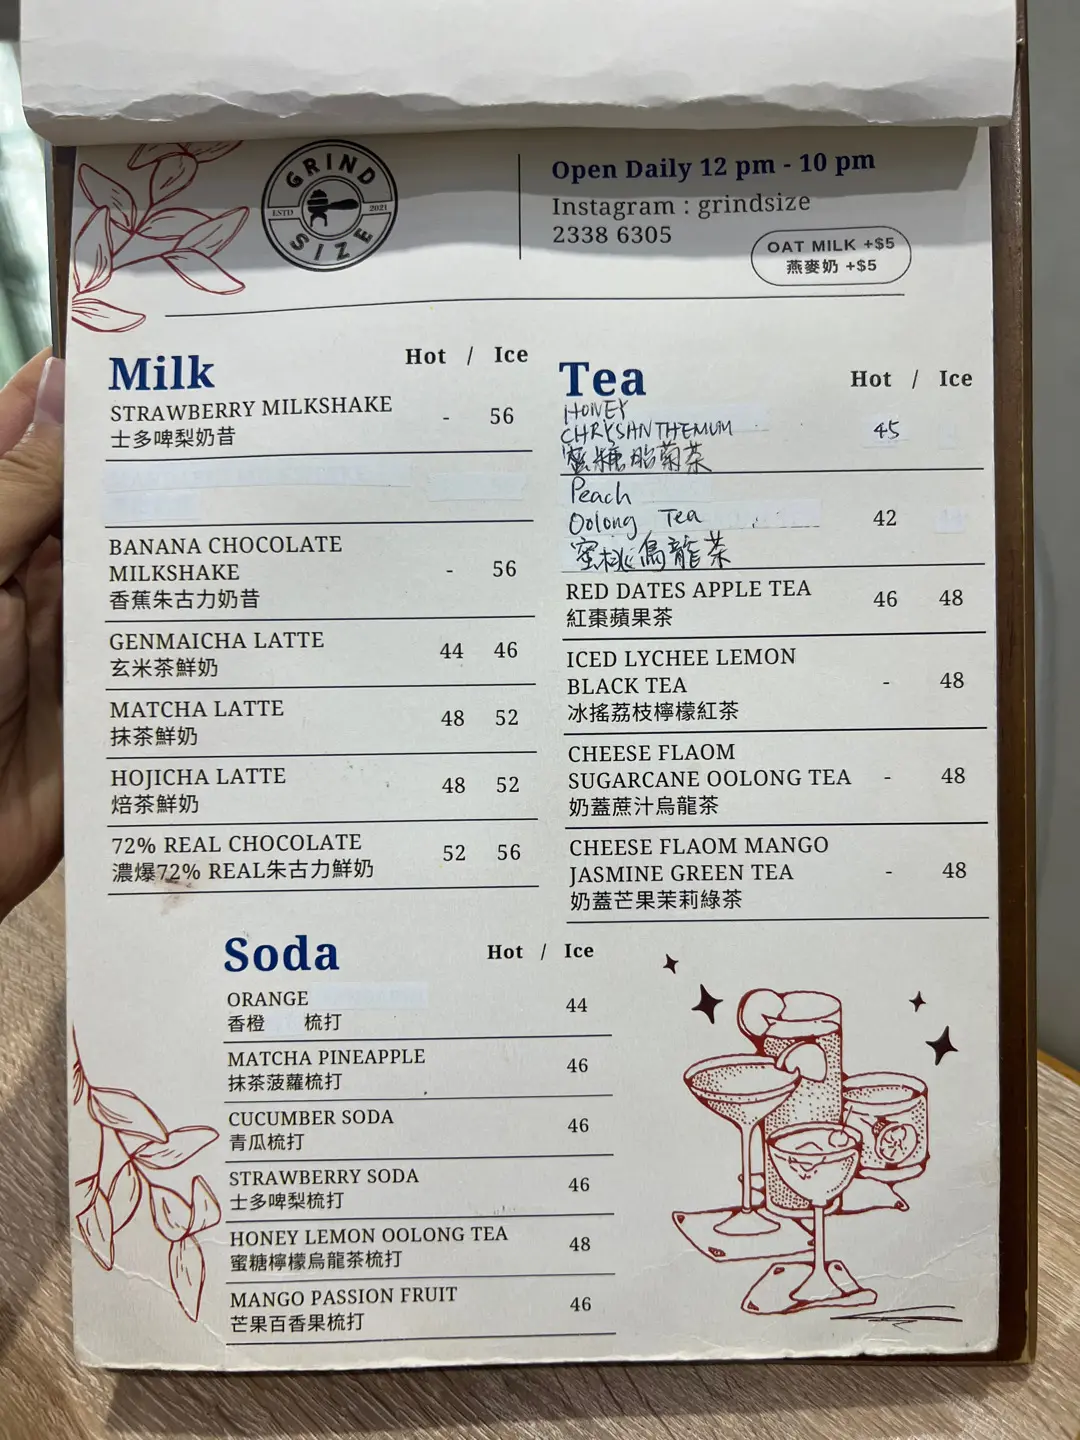 GRIND
ESTD 2021
SIZE
Open Daily 12 pm - 10 pm
Instagram : grindsize
2338 6305
OAT MILK +$5
燕麥奶 +$5
Milk
Hot / Ice
STRAWBERRY MILKSHAKE - 56
士多啤梨奶昔
BANANA CHOCOLATE
MILKSHAKE - 56
香蕉朱古力奶昔
GENMAICHA LATTE 44 46
玄米茶鮮奶
MATCHA LATTE 48 52
抹茶鮮奶
HOJICHA LATTE 48 52
焙茶鮮奶
72% REAL CHOCOLATE 52 56
濃爆72% REAL朱古力鮮奶
Tea
Hot / Ice
HONEY
CHRYSANTHEMUM 45
蜜糖胎菊茶
Peach
Oolong Tea 42
蜜桃烏龍茶
RED DATES APPLE TEA 46 48
紅棗蘋果茶
ICED LYCHEE LEMON
BLACK TEA - 48
冰搖荔枝檸檬紅茶
CHEESE FLAOM
SUGARCANE OOLONG TEA - 48
奶蓋蔗汁烏龍茶
CHEESE FLAOM MANGO
JASMINE GREEN TEA - 48
奶蓋芒果茉莉綠茶
Soda
Hot / Ice
ORANGE 44
香橙 梳打
MATCHA PINEAPPLE 46
抹茶菠蘿梳打
CUCUMBER SODA 46
青瓜梳打
STRAWBERRY SODA 46
士多啤梨梳打
HONEY LEMON OOLONG TEA 48
蜜糖檸檬烏龍茶梳打
MANGO PASSION FRUIT 46
芒果百香果梳打